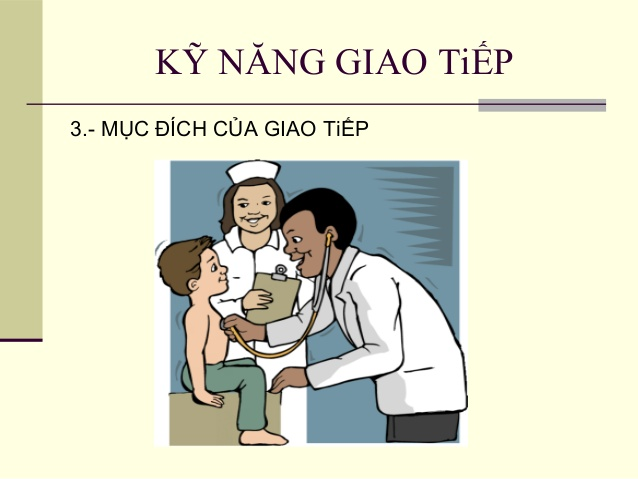 KỸ NĂNG GIAO TiẾP
3.- MỤC ĐÍCH CỦA GIAO TiẾP